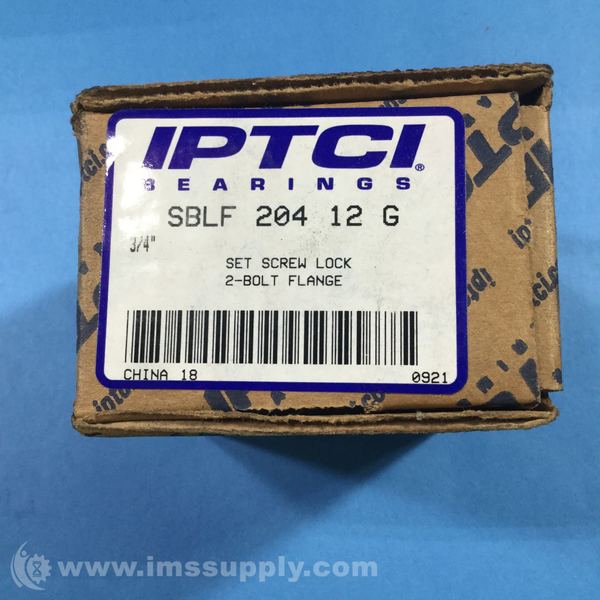 IPTCI®
BEARINGS
SBLF 204 12 G
3/4"
SET SCREW LOCK
2-BOLT FLANGE
CHINA 18 0921
www.imssupply.com